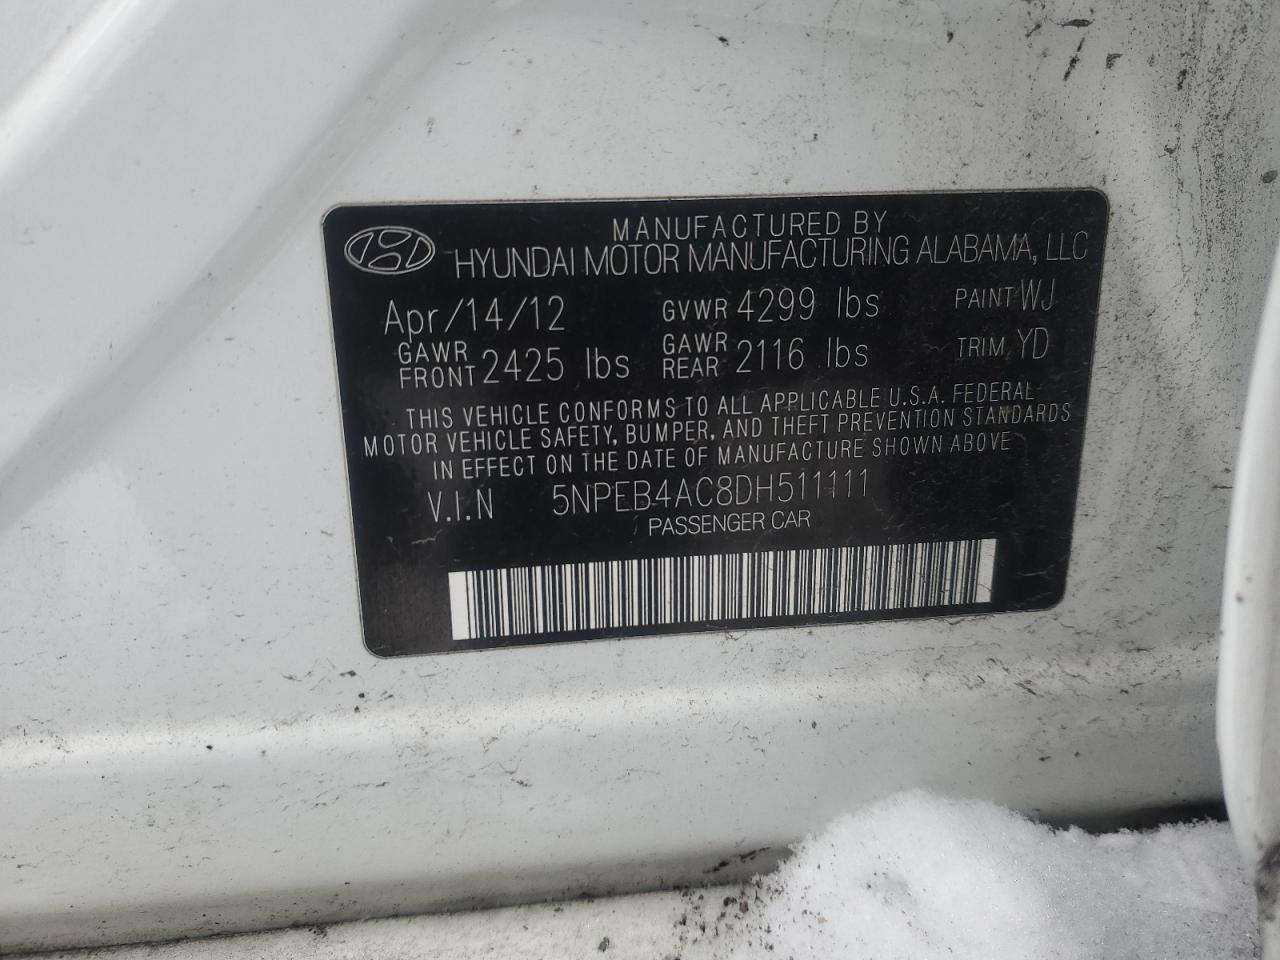 MANUFACTURED BY
HYUNDAI MOTOR MANUFACTURING ALABAMA, LLC
Apr/14/12 GVWR 4299 lbs PAINT WJ
GAWR FRONT 2425 lbs GAWR REAR 2116 lbs TRIM YD
THIS VEHICLE CONFORMS TO ALL APPLICABLE U.S.A. FEDERAL
MOTOR VEHICLE SAFETY, BUMPER, AND THEFT PREVENTION STANDARDS
IN EFFECT ON THE DATE OF MANUFACTURE SHOWN ABOVE
V.I.N 5NPEB4AC8DH511111
PASSENGER CAR